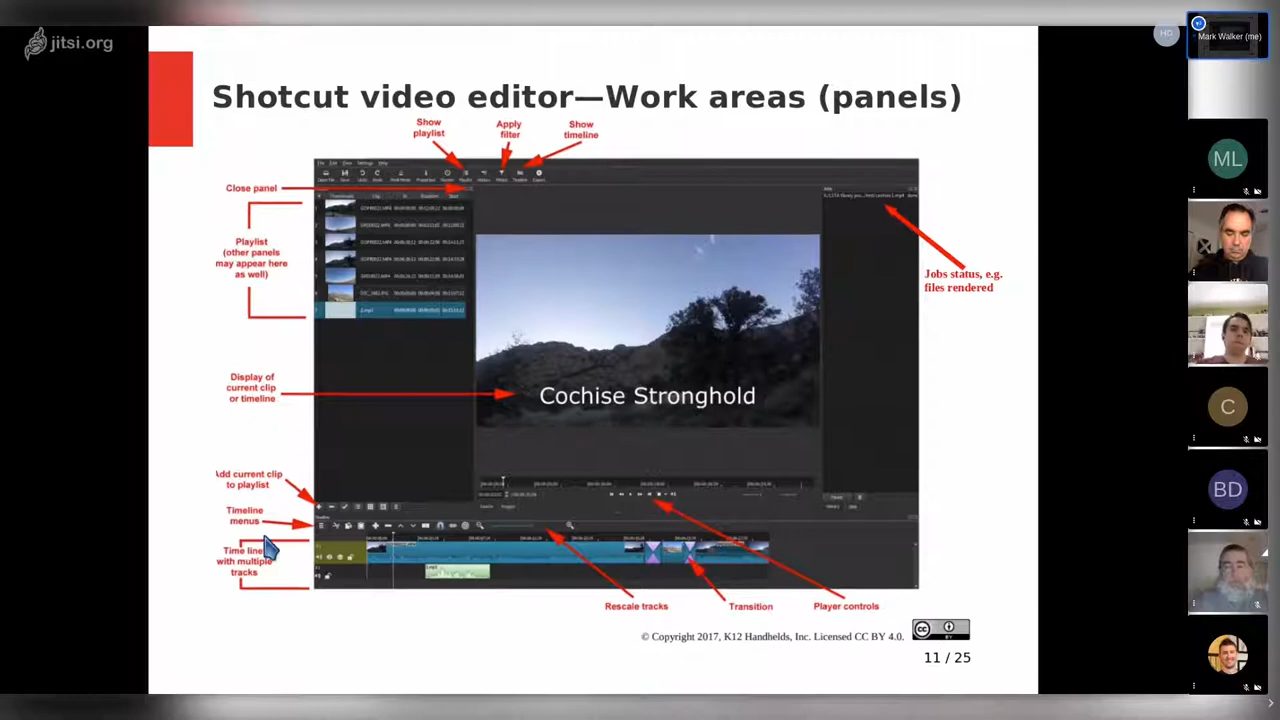 jitsi.org
HG
Mark Walker (me)
Shotcut video editor—Work areas (panels)
Show
playlist
Apply
filter
Show
timeline
Close panel
Playlist
(other panels
may appear here
as well)
Jobs status, e.g.
files rendered
Display of
current clip
or timeline
Cochise Stronghold
Add current clip
to playlist
Timeline
menus
Time line
with multiple
tracks
Rescale tracks
Transition
Player controls
© Copyright 2017, K12 Handhelds, Inc. Licensed CC BY 4.0.
cc
BY
11 / 25
ML
C
BD